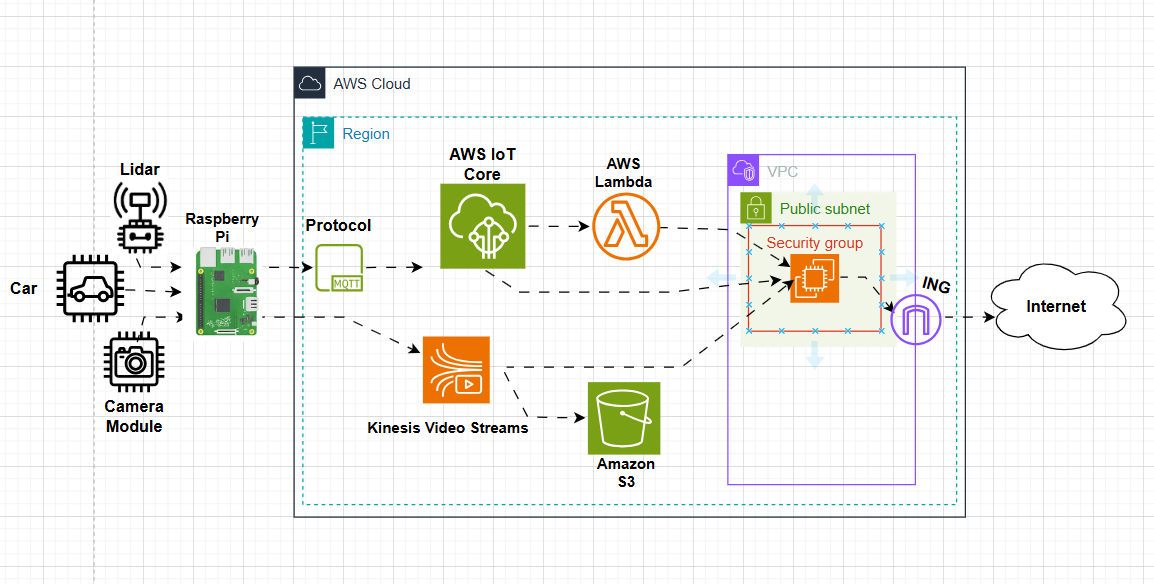 AWS Cloud
Region
AWS IoT
Core
AWS
Lambda
VPC
Public subnet
Security group
Lidar
Raspberry
Pi
Protocol
MQTT
Car
ING
Internet
Camera
Module
Kinesis Video Streams
Amazon
S3